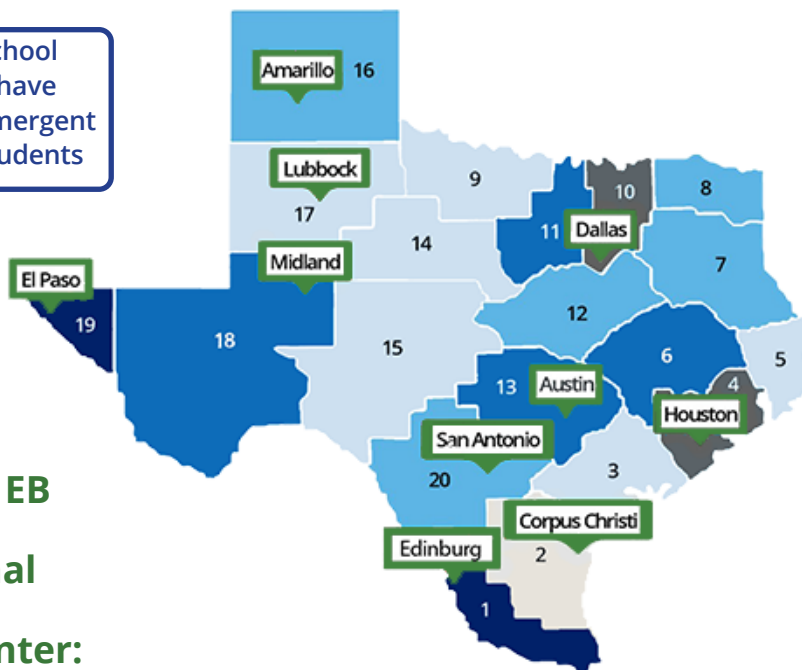 chool
have
mergent
udents
Amarillo 16
Lubbock
9
10
8
17
11
Dallas
14
7
Midland
El Paso
19
18
12
15
6
5
13
Austin
4
Houston
San Antonio
20
3
EB
Corpus Christi
Edinburg
2
al
1
nter: